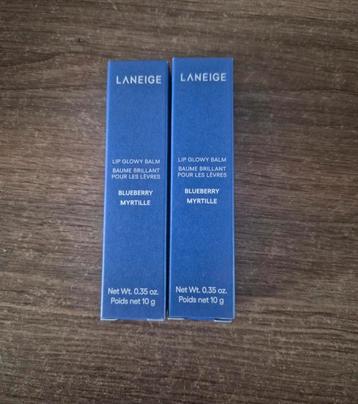 LANEIGE
LIP GLOWY BALM
BAUME BRILLANT
POUR LES LÈVRES
BLUEBERRY
MYRTILLE
Net Wt. 0.35 oz.
Poids net 10 g
LANEIGE
LIP GLOWY BALM
BAUME BRILLANT
POUR LES LÈVRES
BLUEBERRY
MYRTILLE
Net Wt. 0.35 oz.
Poids net 10 g